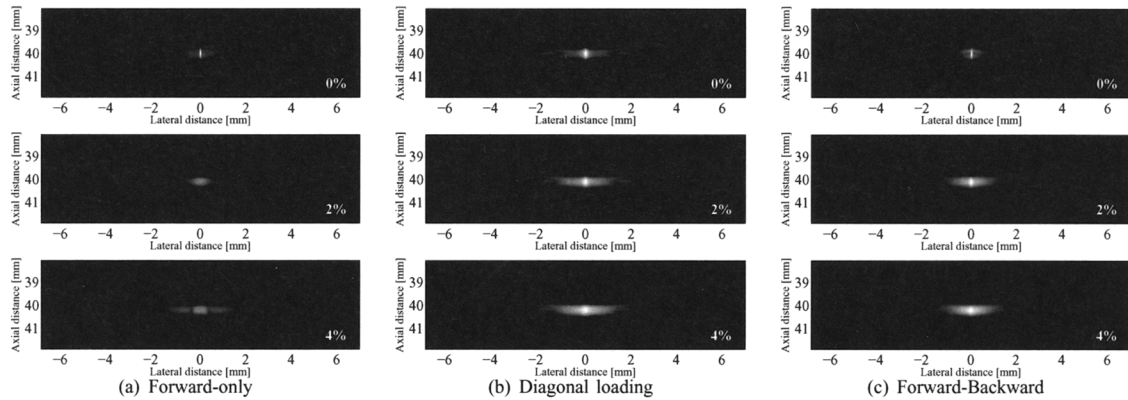 Axial distance [mm]
39
40
41
0%
−6 −4 −2 0 2 4 6
Lateral distance [mm]
Axial distance [mm]
39
40
41
2%
−6 −4 −2 0 2 4 6
Lateral distance [mm]
Axial distance [mm]
39
40
41
4%
−6 −4 −2 0 2 4 6
Lateral distance [mm]
(a) Forward-only
Axial distance [mm]
39
40
41
0%
−6 −4 −2 0 2 4 6
Lateral distance [mm]
Axial distance [mm]
39
40
41
2%
−6 −4 −2 0 2 4 6
Lateral distance [mm]
Axial distance [mm]
39
40
41
4%
−6 −4 −2 0 2 4 6
Lateral distance [mm]
(b) Diagonal loading
Axial distance [mm]
39
40
41
0%
−6 −4 −2 0 2 4 6
Lateral distance [mm]
Axial distance [mm]
39
40
41
2%
−6 −4 −2 0 2 4 6
Lateral distance [mm]
Axial distance [mm]
39
40
41
4%
−6 −4 −2 0 2 4 6
Lateral distance [mm]
(c) Forward-Backward